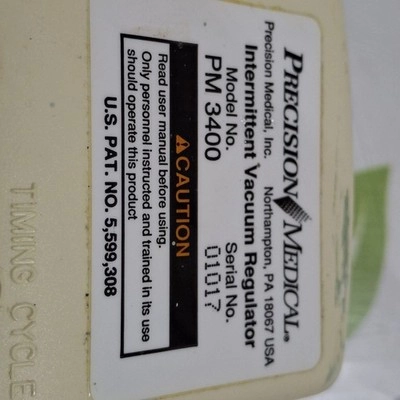 PRECISION MEDICAL®
Precision Medical, Inc. Northampton, PA 18067 USA
Intermittent Vacuum Regulator
Model No. Serial No.
PM 3400 01017
⚠CAUTION
Read user manual before using.
Only personnel instructed and trained in its use
should operate this product
U.S. PAT. NO. 5,599,308
TIMING CYCLE